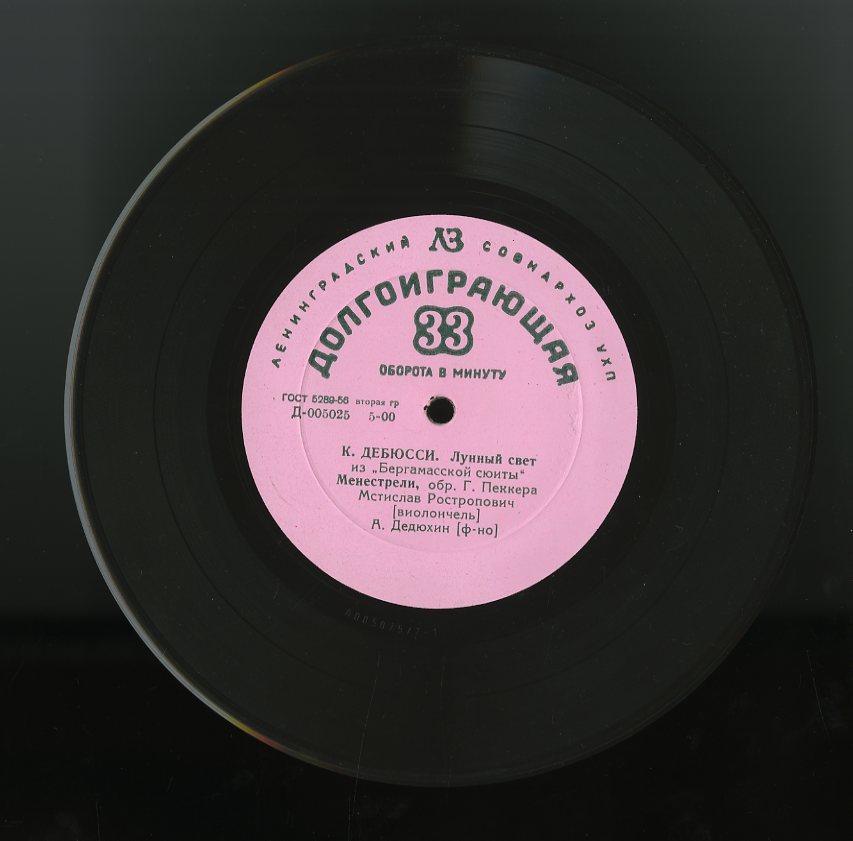 ЛЕНИНГРАДСКИЙ ЛЗ СОВНАРХОЗ УХП
ДОЛГОИГРАЮЩАЯ
33
ОБОРОТА В МИНУТУ
ГОСТ 5289-56 вторая гр
Д-005025 5-00
К. ДЕБЮССИ. Лунный свет
из „Бергамасской сюиты“
Менестрели, обр. Г. Пеккера
Мстислав Ростропович
[виолончель]
А. Дедюхин [ф-но]